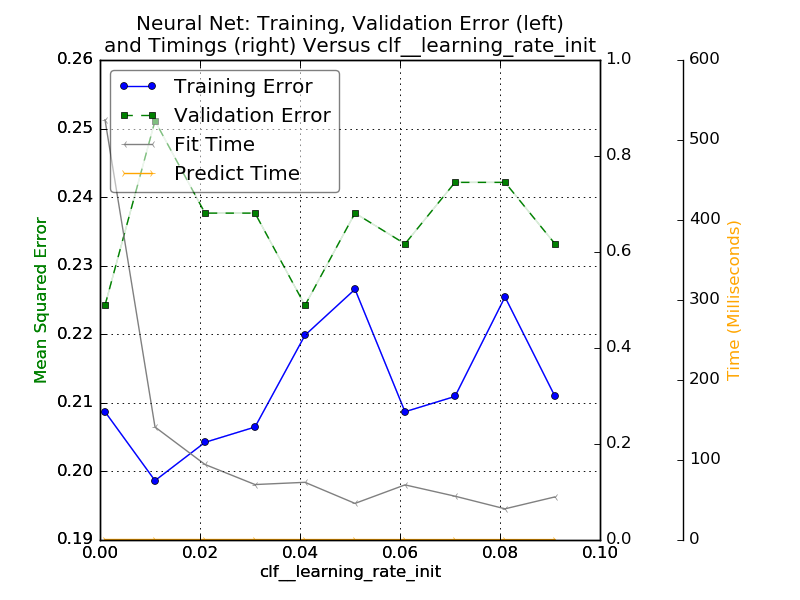 Neural Net: Training, Validation Error (left)
and Timings (right) Versus clf__learning_rate_init
Training Error
Validation Error
Fit Time
Predict Time
Mean Squared Error
0.26
0.25
0.24
0.23
0.22
0.21
0.20
0.19
0.00 0.02 0.04 0.06 0.08 0.10
clf__learning_rate_init
1.0
0.8
0.6
0.4
0.2
0.0
600
500
400
300
200
100
0
Time (Milliseconds)